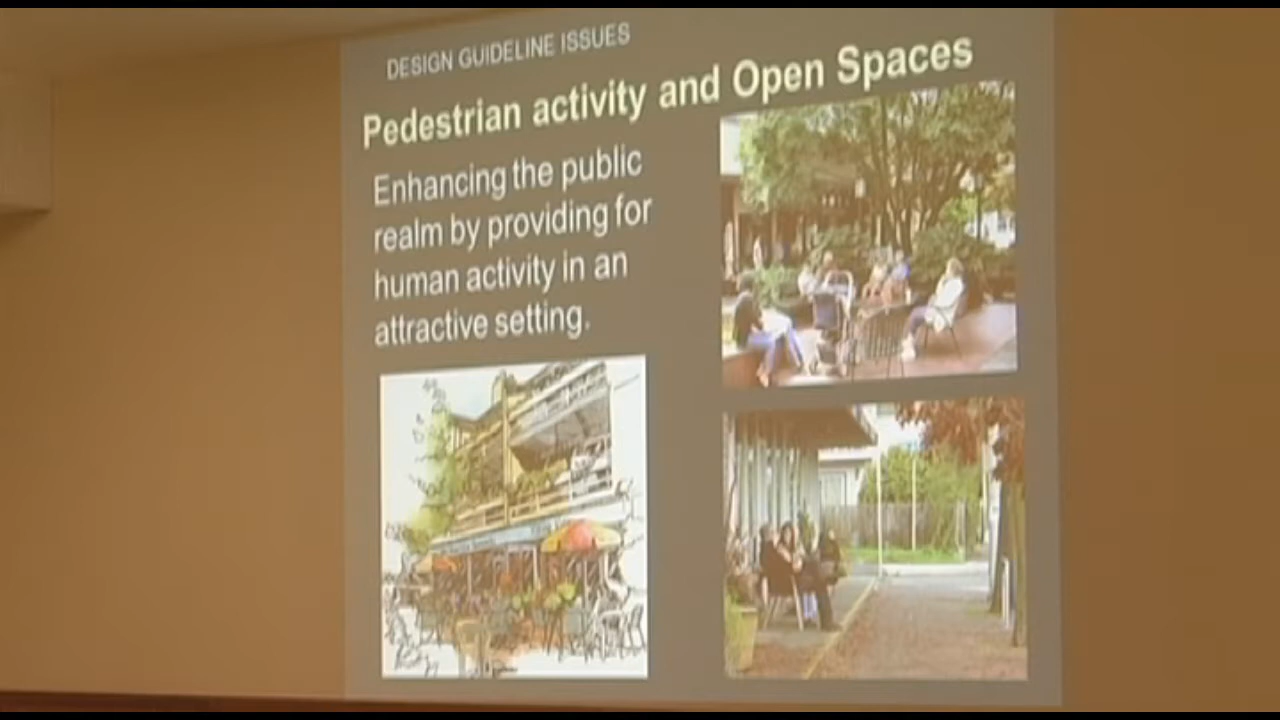 DESIGN GUIDELINE ISSUES
Pedestrian activity and Open Spaces
Enhancing the public
realm by providing for
human activity in an
attractive setting.